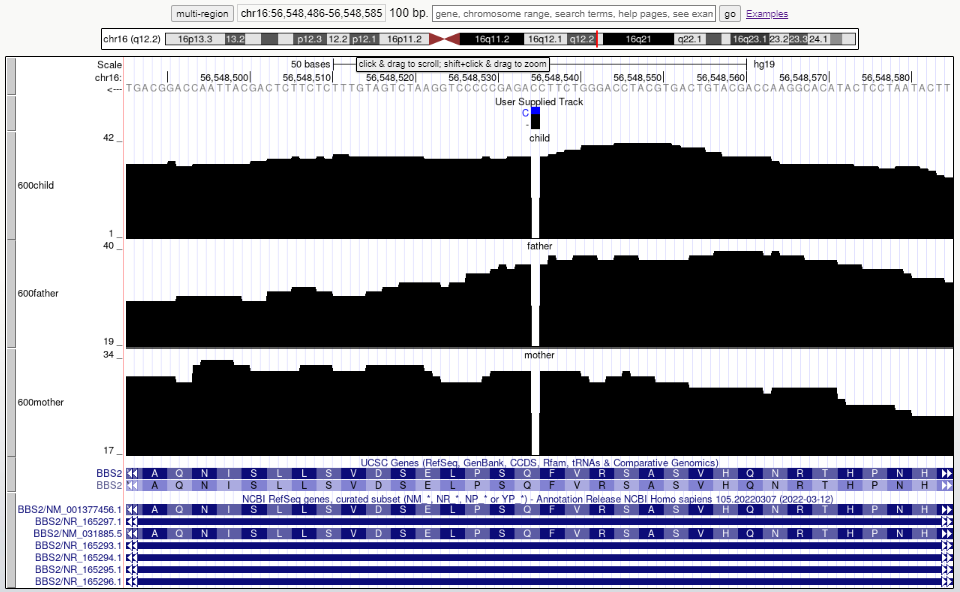 multi-region chr16:56,548,486-56,548,585 100 bp. gene, chromosome range, search terms, help pages, see exan go Examples
chr16 (q12.2) 16p13.3 13.2 p12.3 12.2 p12.1 16p11.2 16q11.2 16q12.1 q12.2 16q21 q22.1 16q23.1 23.2 23.3 24.1
Scale 50 bases click & drag to scroll; shift+click & drag to zoom hg19
chr16: 56,548,500 56,548,510 56,548,520 56,548,530 56,548,540 56,548,550 56,548,560 56,548,570 56,548,580
<--- TGACGGACCAATTACGACTCTTCTCTTTGTAGTCTAAGGTCCCCCGAGACCTTCTGGGACCTACGTGACTGTACGACCAAGGCACATACTCCTAATACTT
User Supplied Track
C
-
child
42 _
600child
1 _
father
40 _
600father
19 _
mother
34 _
600mother
17 _
UCSC Genes (RefSeq, GenBank, CCDS, Rfam, tRNAs & Comparative Genomics)
BBS2 A Q N I S L L S V D S E L P S Q F V R S A S V H Q N R T H P N H
BBS2 A Q N I S L L S V D S E L P S Q F V R S A S V H Q N R T H P N H
NCBI RefSeq genes, curated subset (NM_*, NR_*, NP_* or YP_*) - Annotation Release NCBI Homo sapiens 105.20220307 (2022-03-12)
BBS2/NM_001377456.1 A Q N I S L L S V D S E L P S Q F V R S A S V H Q N R T H P N H
BBS2/NR_165297.1
BBS2/NM_031885.5 A Q N I S L L S V D S E L P S Q F V R S A S V H Q N R T H P N H
BBS2/NR_165293.1
BBS2/NR_165294.1
BBS2/NR_165295.1
BBS2/NR_165296.1